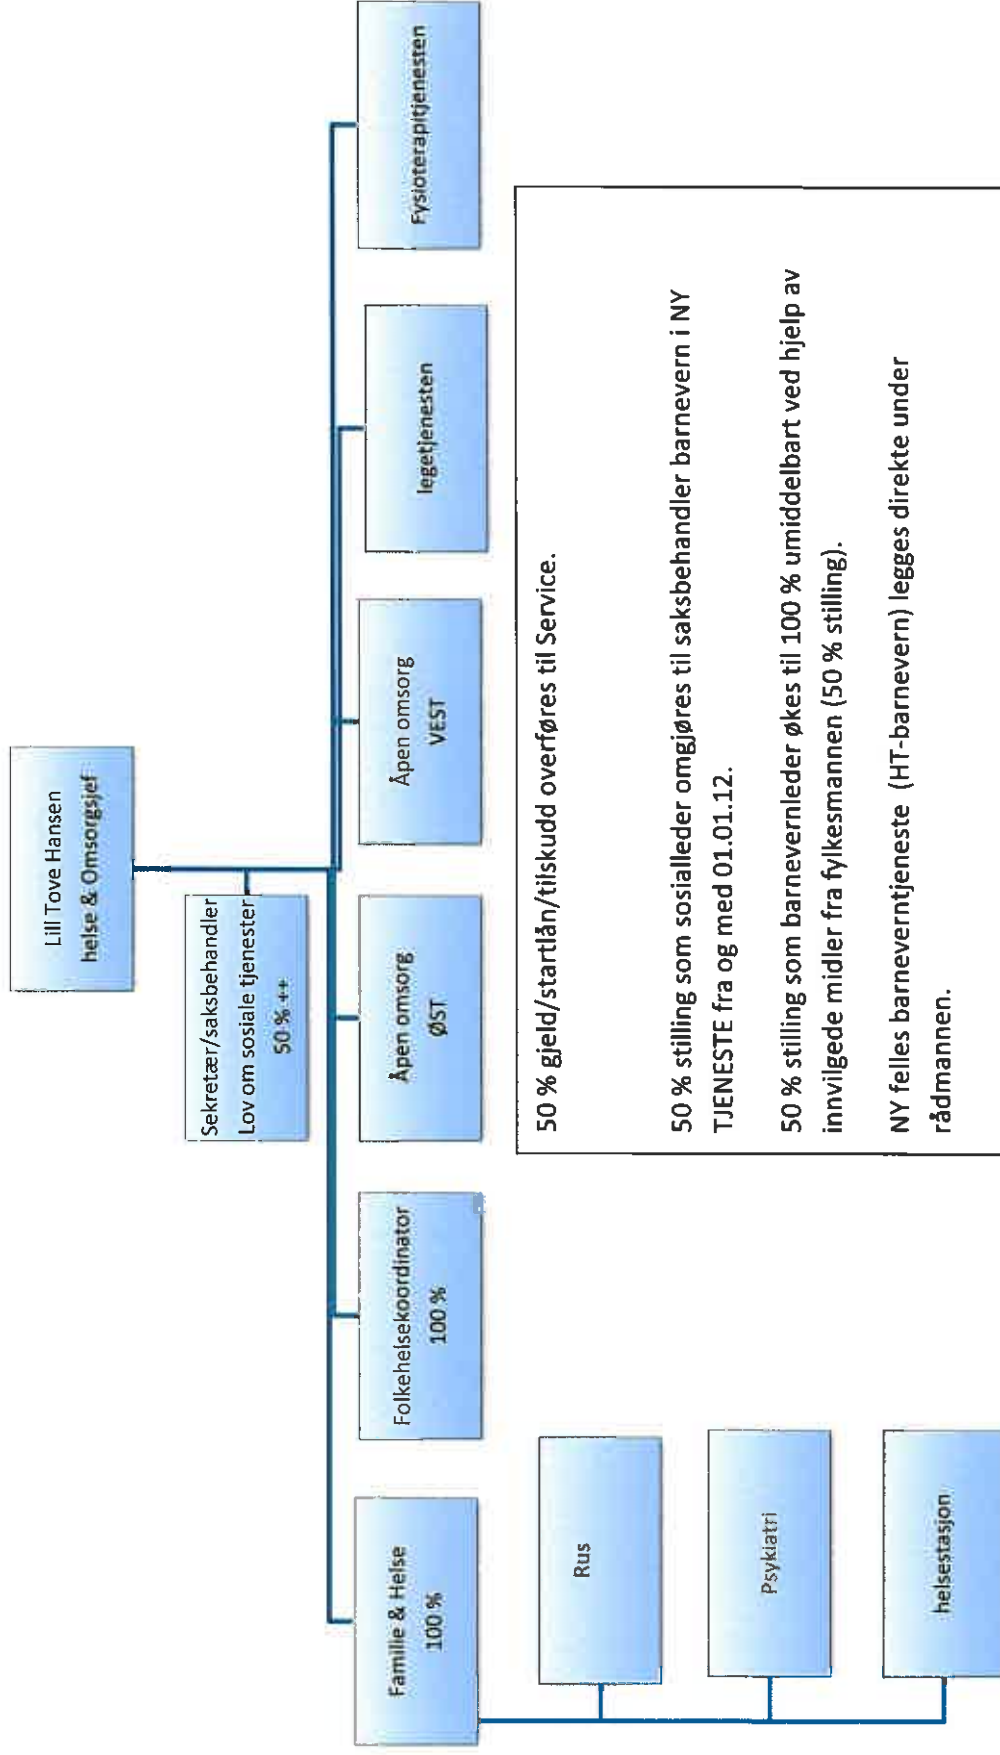 Lill Tove Hansen
helse & Omsorgsjef
Sekretær/saksbehandler
Lov om sosiale tjenester
50 % ++
Familie & Helse
100 %
Folkehelsekoordinator
100 %
Åpen omsorg
ØST
Åpen omsorg
VEST
legetjenesten
Fysioterapitjenesten
Rus
Psykiatri
helsestasjon
50 % gjeld/startlån/tilskudd overføres til Service.
50 % stilling som sosialleder omgjøres til saksbehandler barnevern i NY
TJENESTE fra og med 01.01.12.
50 % stilling som barnevernleder økes til 100 % umiddelbart ved hjelp av
innvilgede midler fra fylkesmannen (50 % stilling).
NY felles barneverntjeneste (HT-barnevern) legges direkte under
rådmannen.